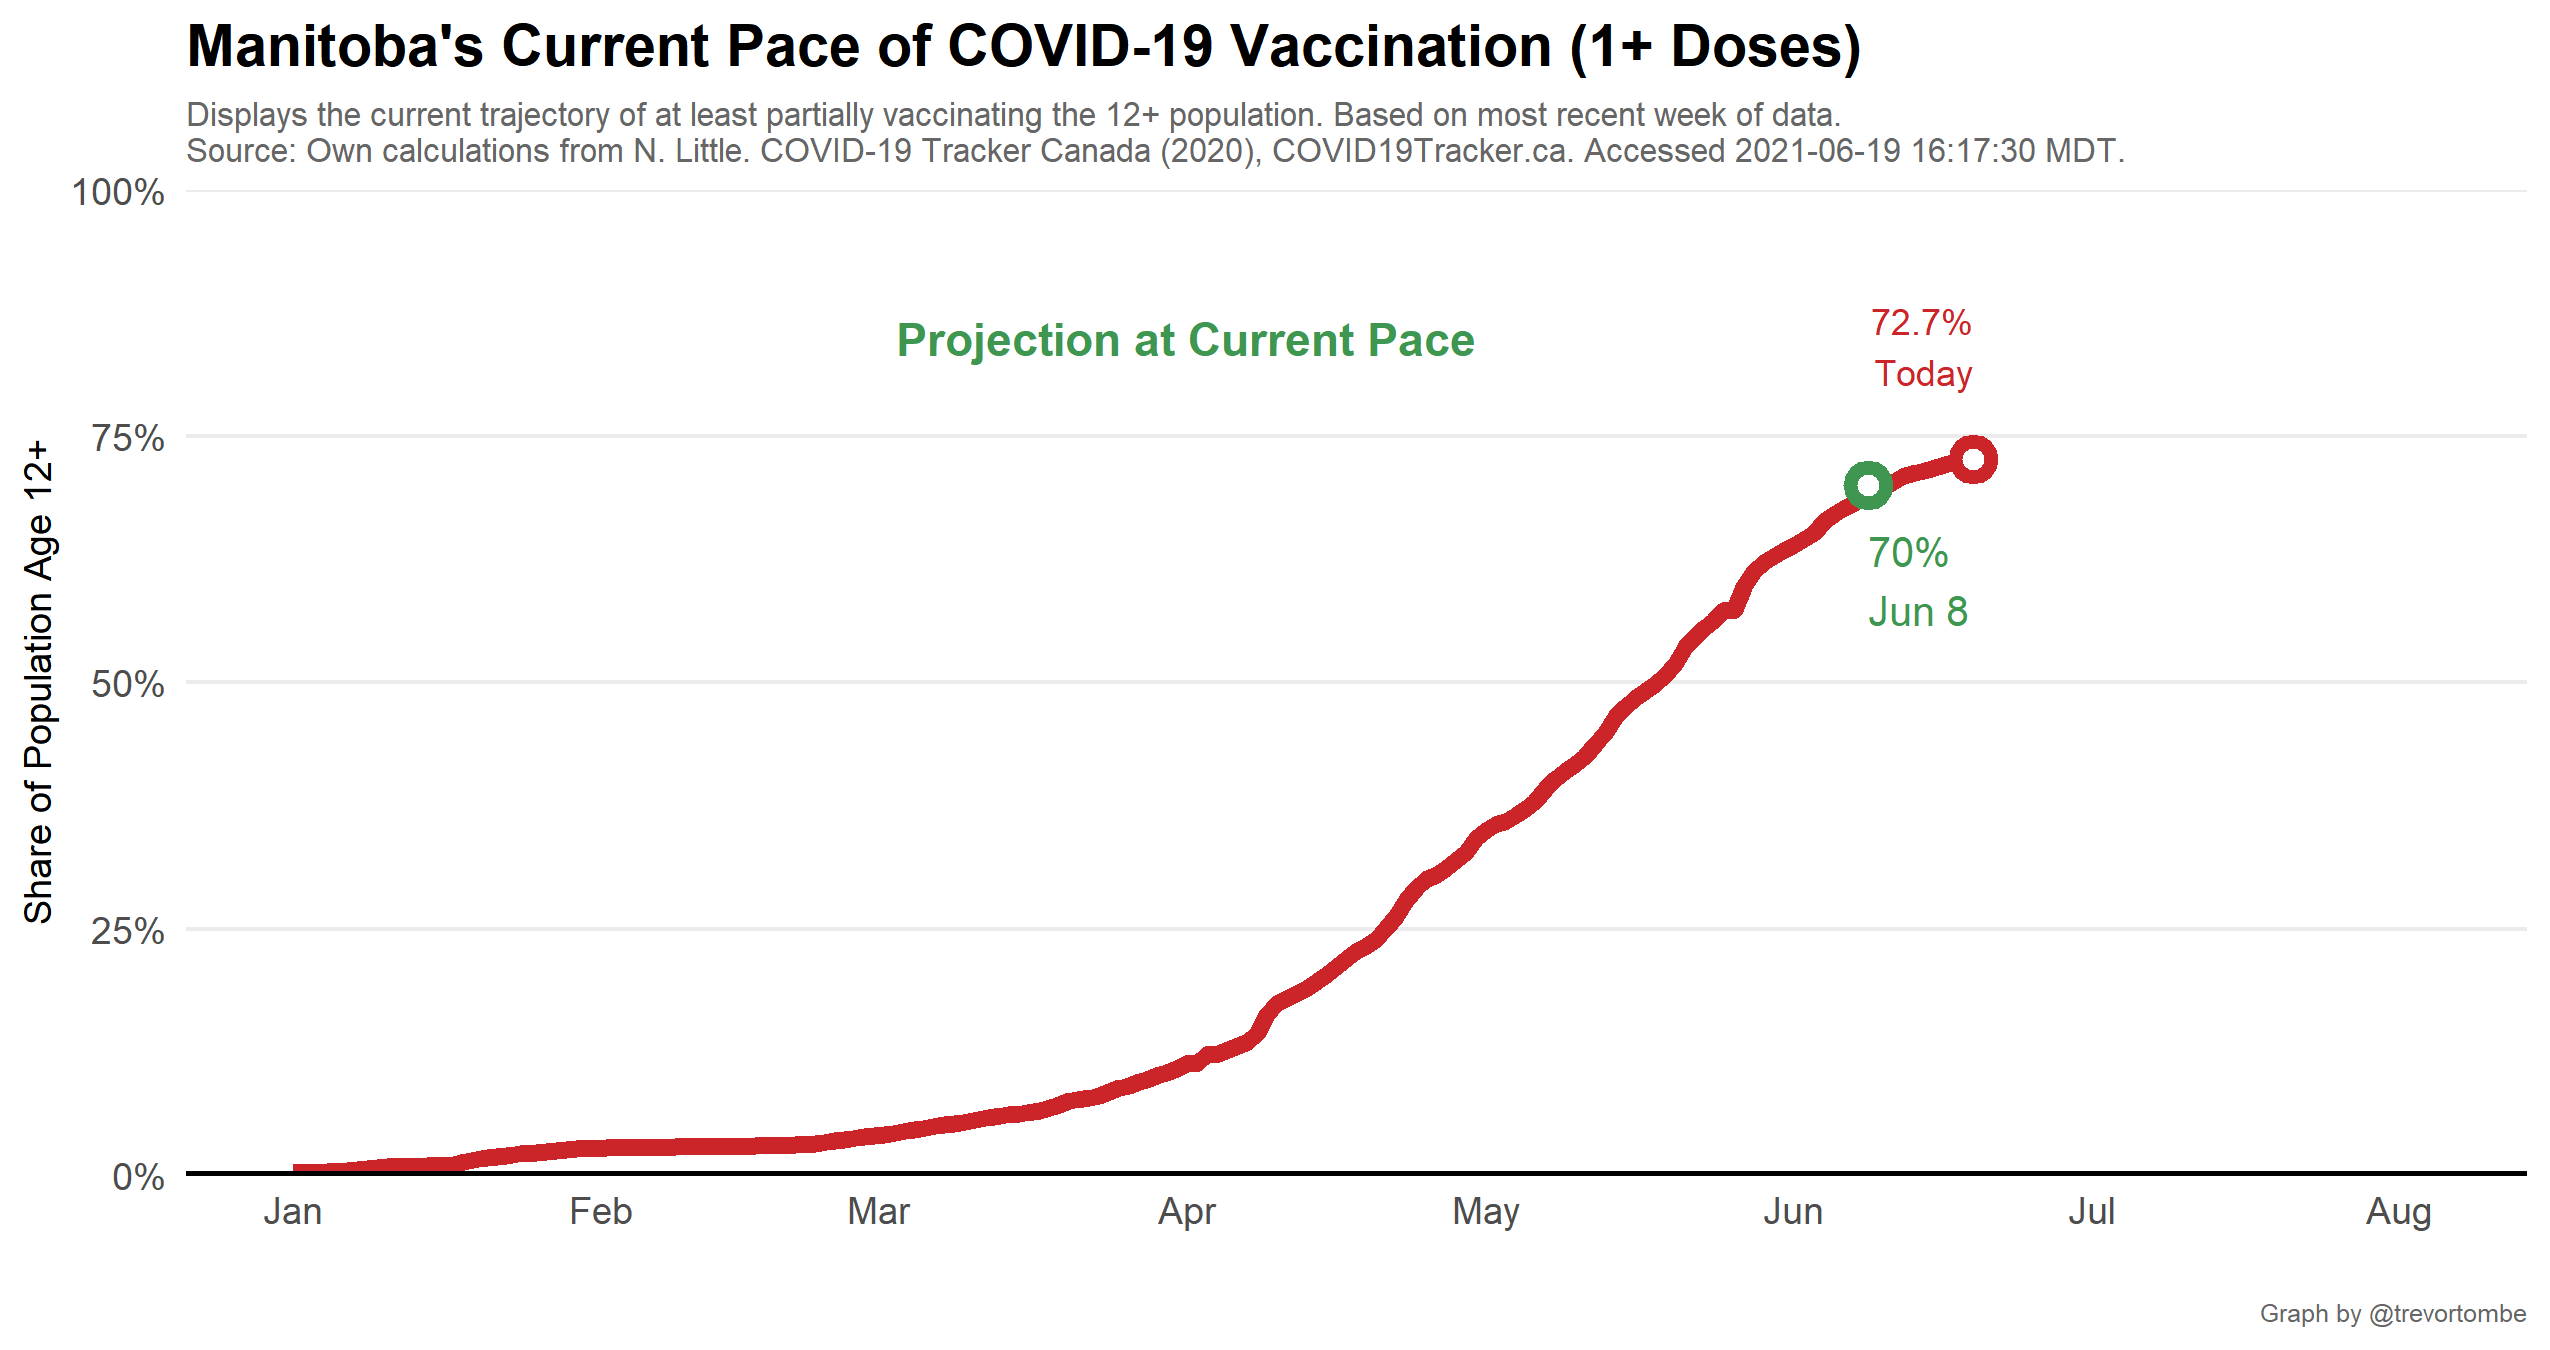 Manitoba's Current Pace of COVID-19 Vaccination (1+ Doses)
Displays the current trajectory of at least partially vaccinating the 12+ population. Based on most recent week of data.
Source: Own calculations from N. Little. COVID-19 Tracker Canada (2020), COVID19Tracker.ca. Accessed 2021-06-19 16:17:30 MDT.
100%
75%
50%
25%
0%
Share of Population Age 12+
Projection at Current Pace
72.7%
Today
70%
Jun 8
Jan
Feb
Mar
Apr
May
Jun
Jul
Aug
Graph by @trevortombe